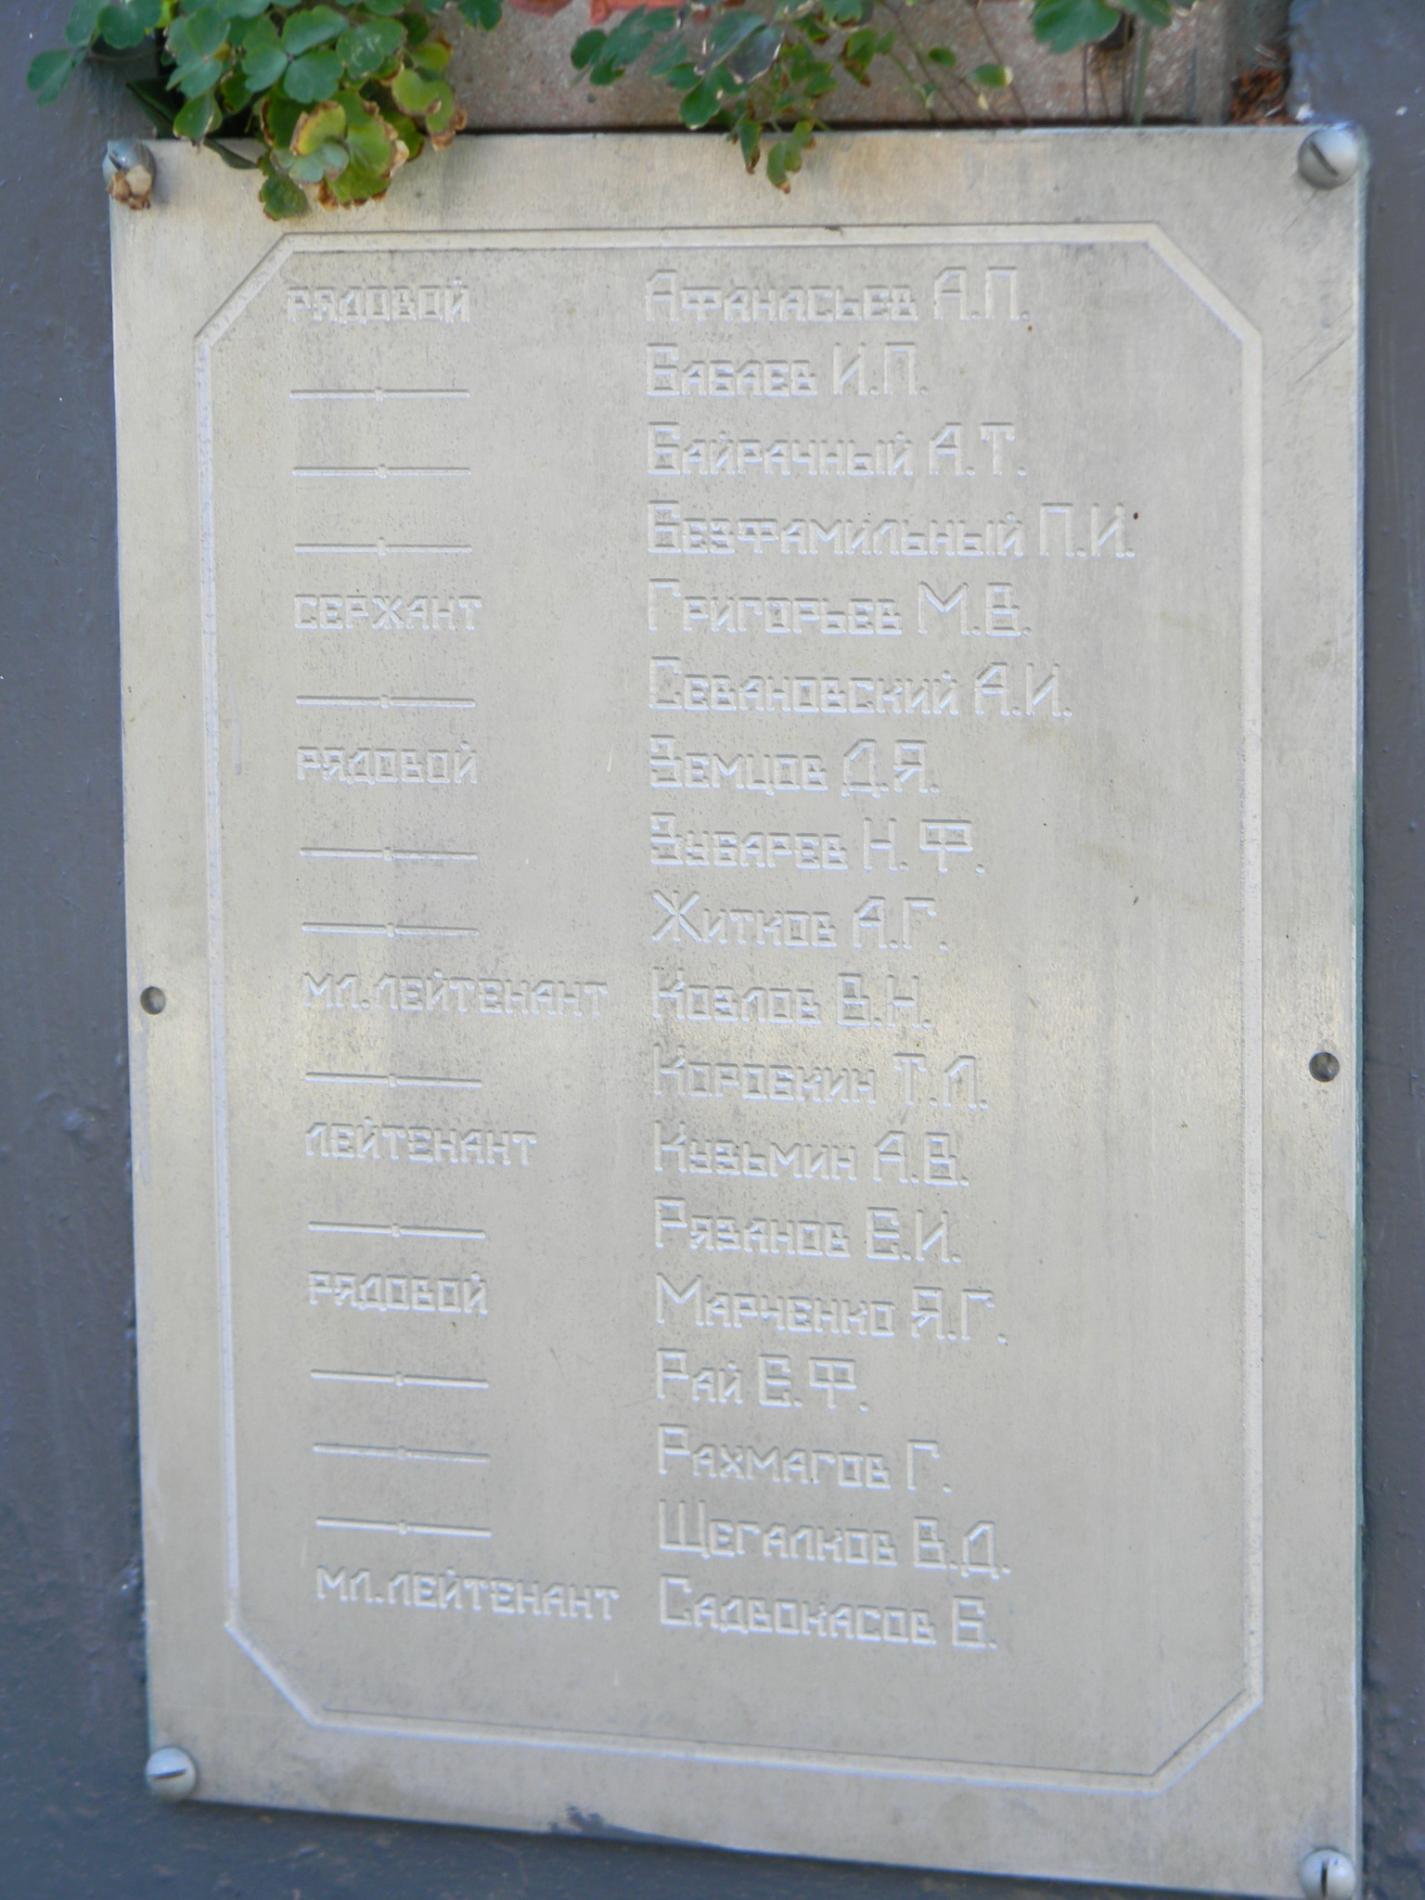 рядовой Афанасьев А.П.
—·— Бабаев И.П.
—·— Байрачный А.Т.
—·— Безфамильный П.И.
сержант Григорьев М.В.
—·— Севановский А.И.
рядовой Земцов Д.Я.
—·— Зубарев Н.Ф.
—·— Житков А.Г.
мл.лейтенант Козлов В.Н.
—·— Коробкин Т.Л.
лейтенант Кузьмин А.В.
—·— Рязанов Е.И.
рядовой Марченко Я.Г.
—·— Рай Е.Ф.
—·— Рахмагов Г.
—·— Щегалков В.Д.
мл.лейтенант Садвокасов Б.